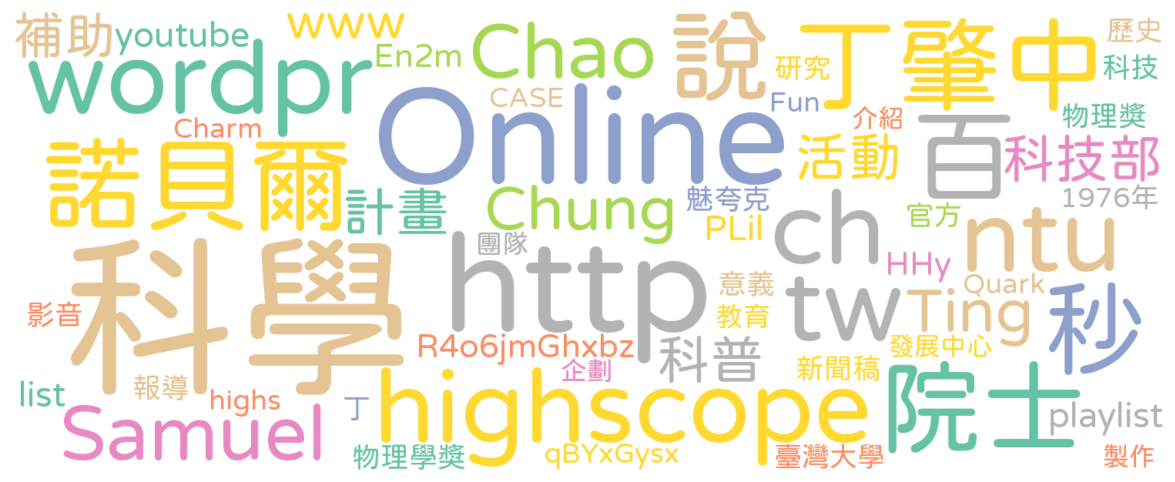 補助 youtube www Chao 說 丁肇中 歷史
wordpr En2m CASE 研究 科技
Charm Online Fun 介紹 物理獎
諾貝爾 計畫 Chung 魅夸克 活動 百 科技部
PLil ch 官方 1976年
科學 http 團隊 HHy ntu
影音 意義 教育 tw Ting Quark 秒
R4o6jmGhxbz 科普 發展中心
list 報導 highs 企劃 新聞稿
Samuel 丁 highscope 院士 playlist
物理學獎 qBYxGysx 臺灣大學 製作